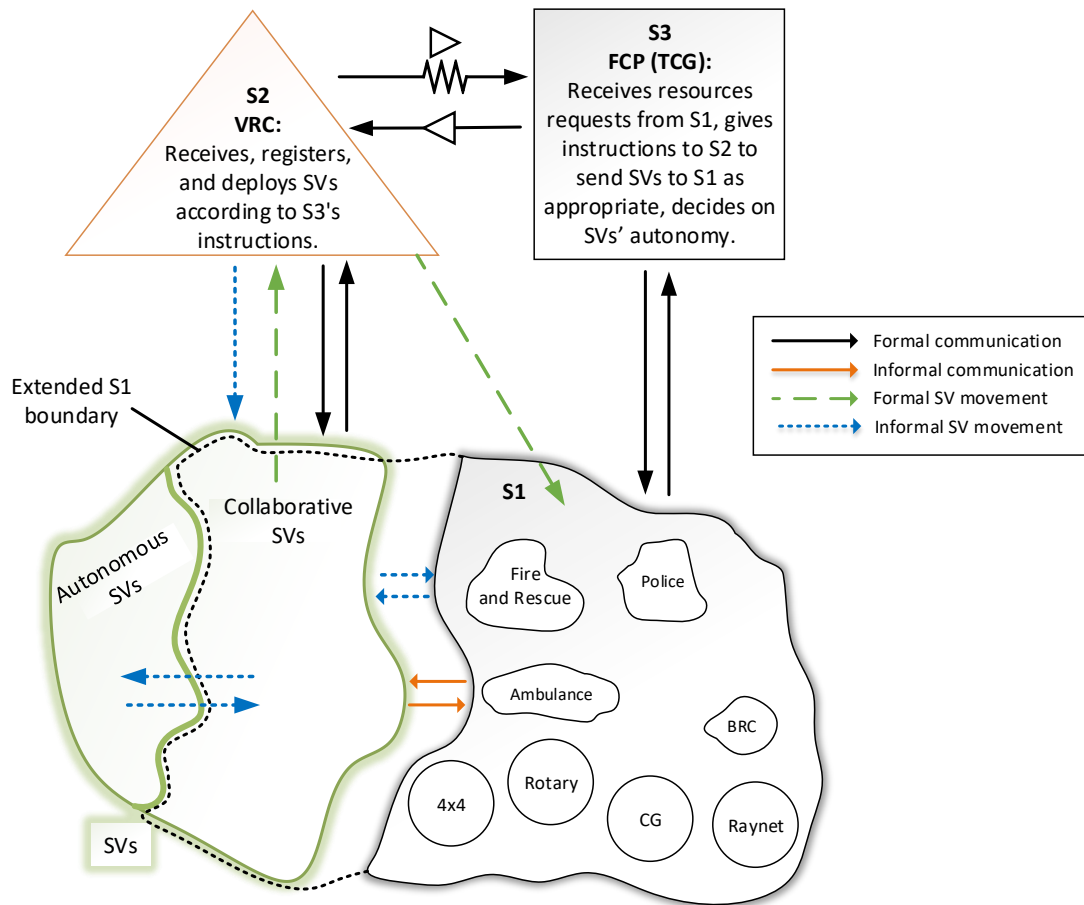 S2
VRC:
Receives, registers,
and deploys SVs
according to S3's
instructions.
S3
FCP (TCG):
Receives resources
requests from S1, gives
instructions to S2 to
send SVs to S1 as
appropriate, decides on
SVs’ autonomy.
Formal communication
Informal communication
Formal SV movement
Informal SV movement
Extended S1
boundary
Collaborative
SVs
Autonomous
SVs
SVs
S1
Fire
and Rescue
Police
Ambulance
BRC
4x4
Rotary
CG
Raynet